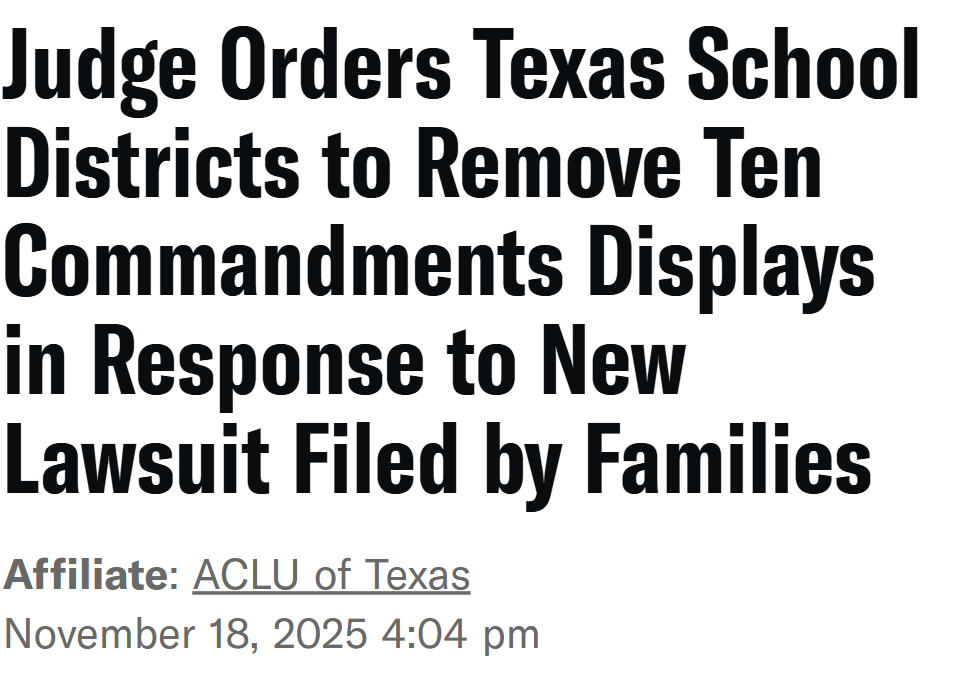 Judge Orders Texas School
Districts to Remove Ten
Commandments Displays
in Response to New
Lawsuit Filed by Families
Affiliate: ACLU of Texas
November 18, 2025 4:04 pm